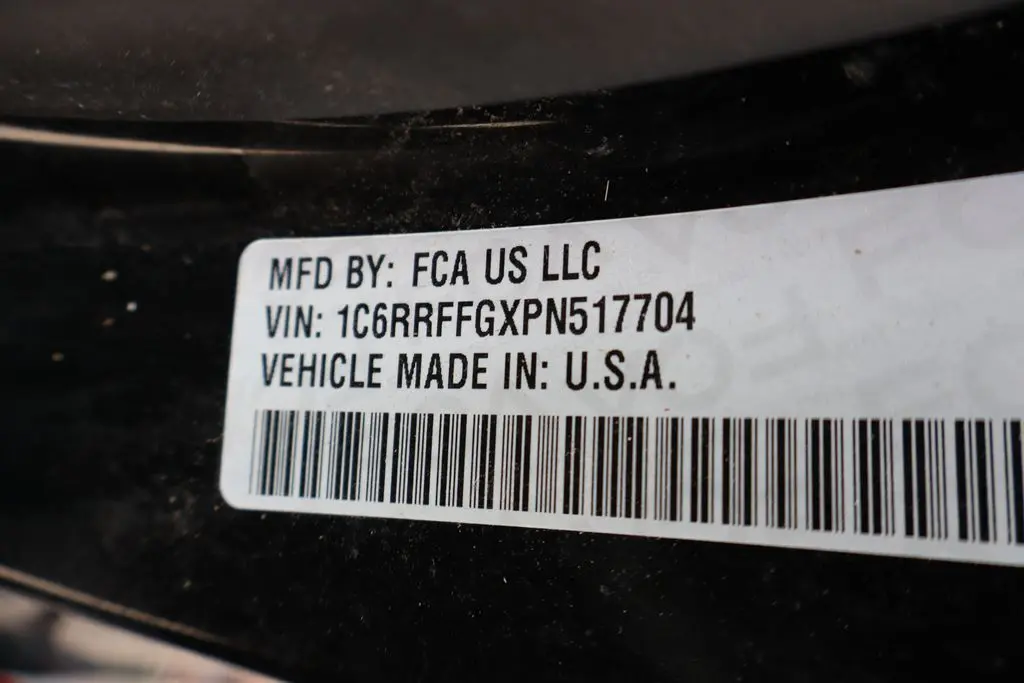 MFD BY: FCA US LLC
VIN: 1C6RRFFGXPN517704
VEHICLE MADE IN: U.S.A.